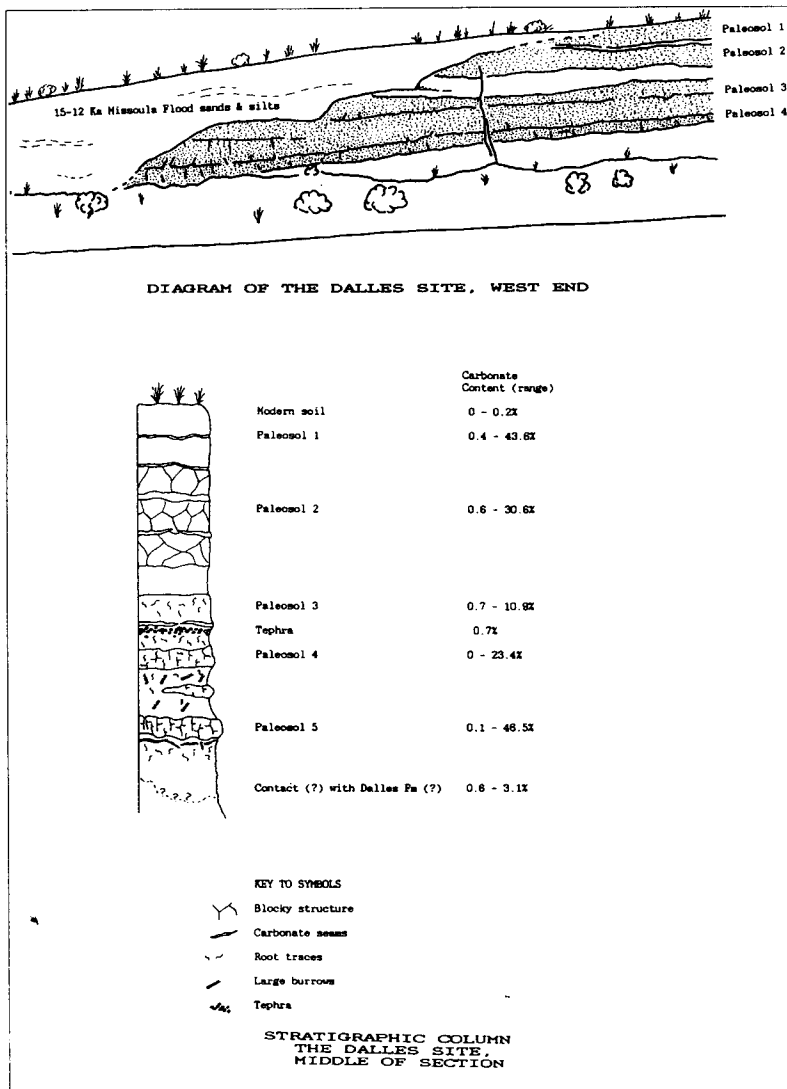 Paleosol 1
Paleosol 2
15-12 Ka Missoula Flood sands & silts
Paleosol 3
Paleosol 4
DIAGRAM OF THE DALLES SITE, WEST END
Carbonate
Content (range)
Modern soil 0 - 0.2%
Paleosol 1 0.4 - 43.6%
Paleosol 2 0.6 - 30.6%
Paleosol 3 0.7 - 10.9%
Tephra 0.7%
Paleosol 4 0 - 23.4%
Paleosol 5 0.1 - 46.5%
Contact (?) with Dalles Fm (?) 0.6 - 3.1%
? ? ?
KEY TO SYMBOLS
Blocky structure
Carbonate seams
Root traces
Large burrows
Tephra
STRATIGRAPHIC COLUMN
THE DALLES SITE,
MIDDLE OF SECTION